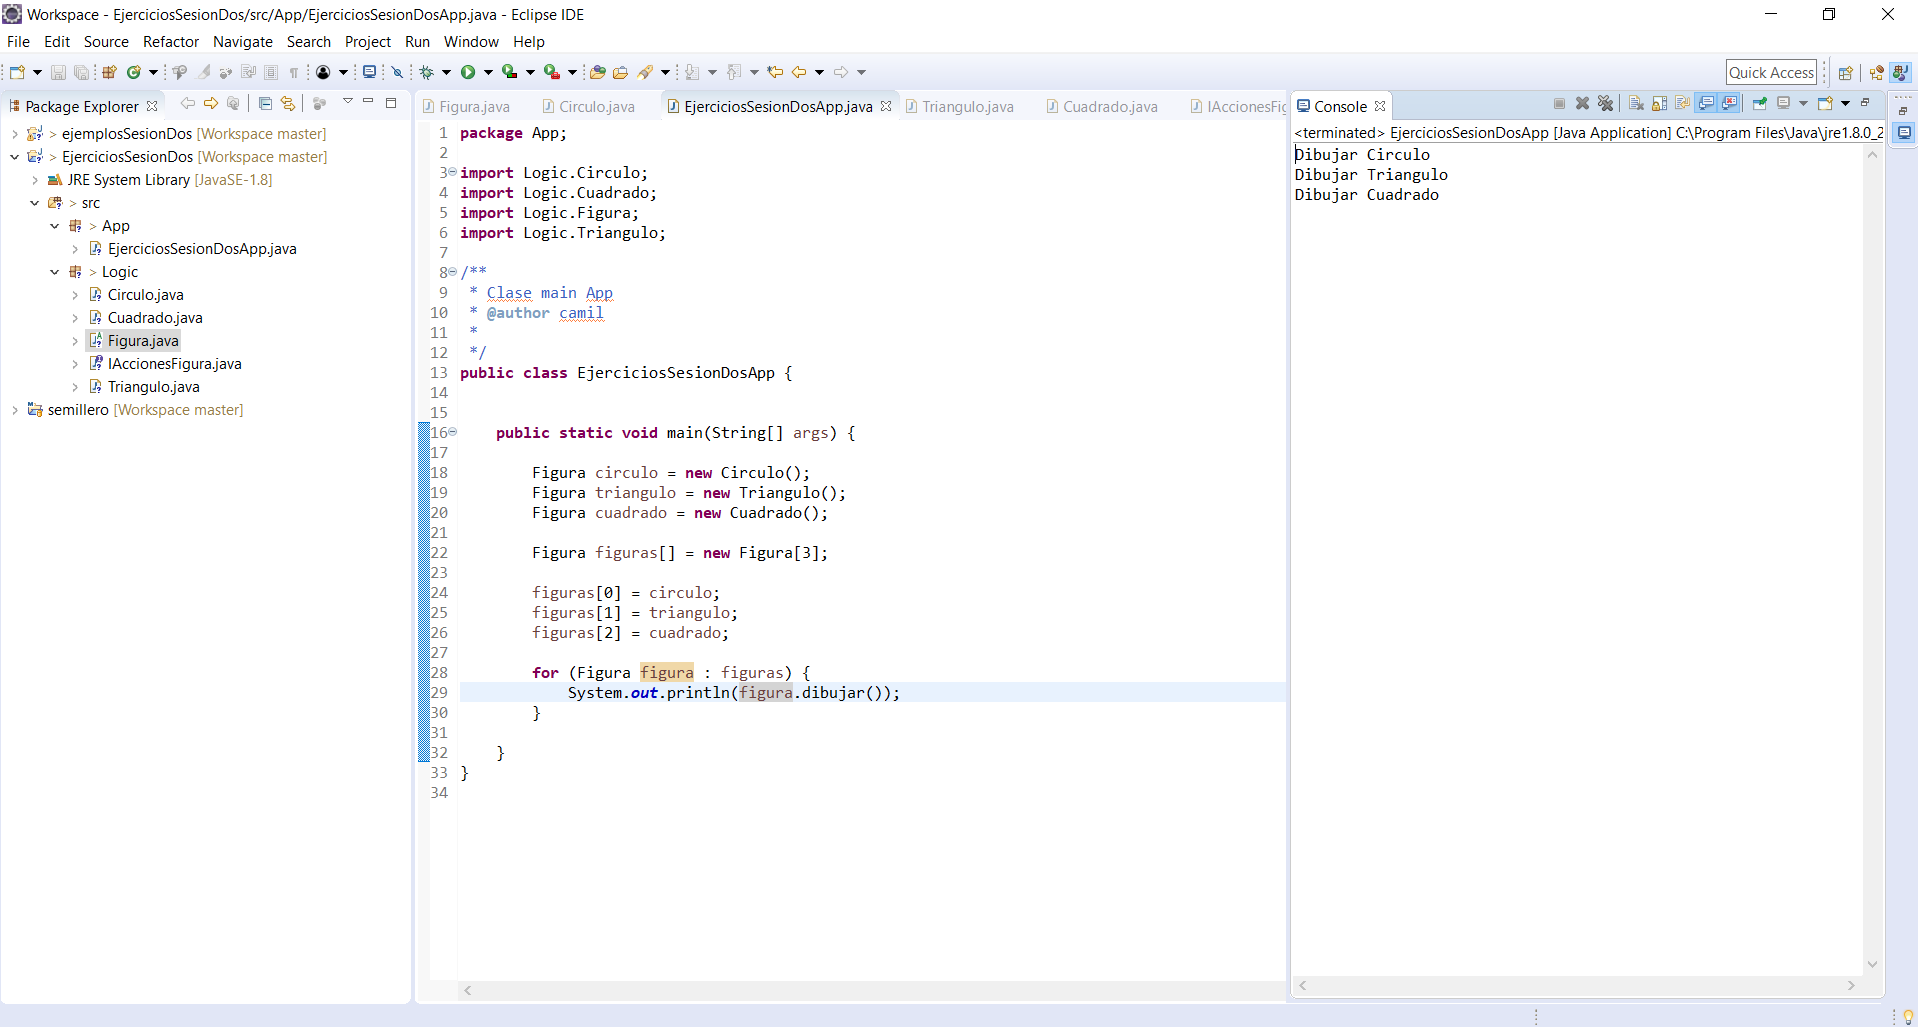 Workspace - EjerciciosSesionDos/src/App/EjerciciosSesionDosApp.java - Eclipse IDE
File Edit Source Refactor Navigate Search Project Run Window Help
Quick Access
Package Explorer
> ejemplosSesionDos [Workspace master]
> EjerciciosSesionDos [Workspace master]
JRE System Library [JavaSE-1.8]
> src
> App
EjerciciosSesionDosApp.java
> Logic
Circulo.java
Cuadrado.java
Figura.java
IAccionesFigura.java
Triangulo.java
semillero [Workspace master]
Figura.java Circulo.java EjerciciosSesionDosApp.java Triangulo.java Cuadrado.java IAccionesFig
1 package App;
2
3 import Logic.Circulo;
4 import Logic.Cuadrado;
5 import Logic.Figura;
6 import Logic.Triangulo;
7
8 /**
9 * Clase main App
10 * @author camil
11 *
12 */
13 public class EjerciciosSesionDosApp {
14
15
16 public static void main(String[] args) {
17
18 Figura circulo = new Circulo();
19 Figura triangulo = new Triangulo();
20 Figura cuadrado = new Cuadrado();
21
22 Figura figuras[] = new Figura[3];
23
24 figuras[0] = circulo;
25 figuras[1] = triangulo;
26 figuras[2] = cuadrado;
27
28 for (Figura figura : figuras) {
29 System.out.println(figura.dibujar());
30 }
31
32 }
33 }
34
Console
<terminated> EjerciciosSesionDosApp [Java Application] C:\Program Files\Java\jre1.8.0_2
Dibujar Circulo
Dibujar Triangulo
Dibujar Cuadrado